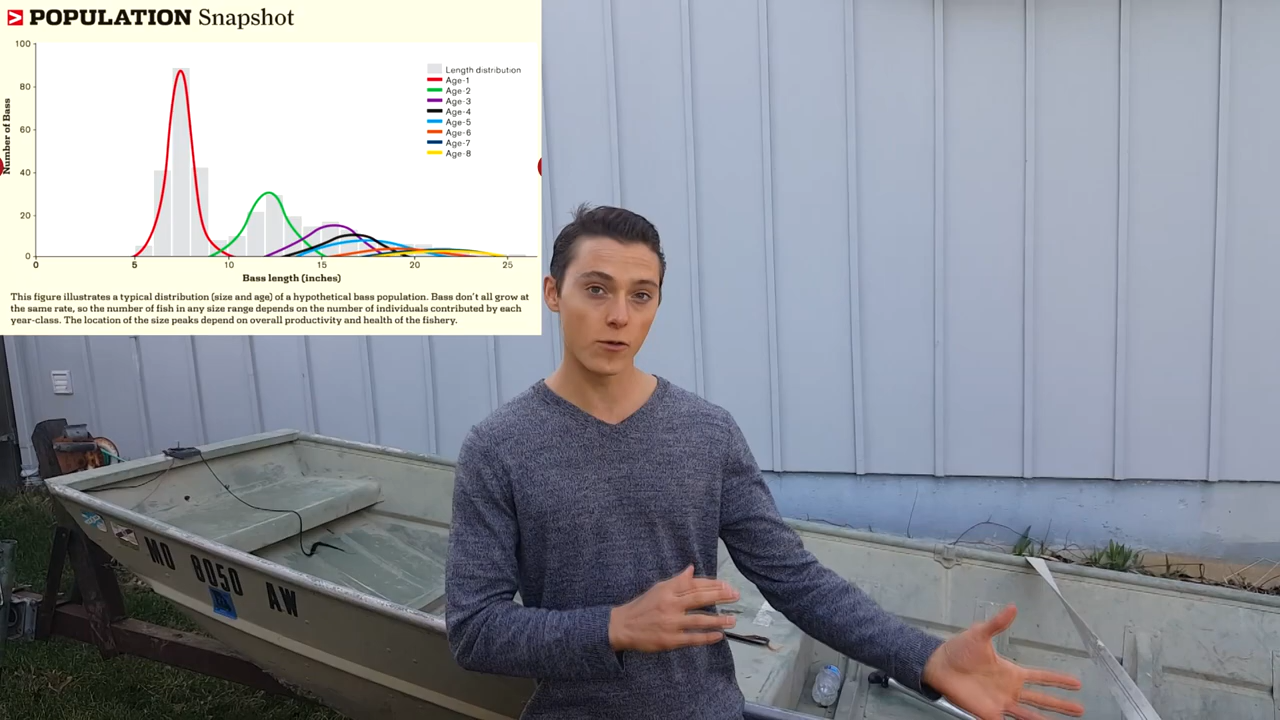 POPULATION Snapshot
100
80
60
40
20
0
Number of Bass
Length distribution
Age-1
Age-2
Age-3
Age-4
Age-5
Age-6
Age-7
Age-8
0 5 10 15 20 25
Bass length (inches)
This figure illustrates a typical distribution (size and age) of a hypothetical bass population. Bass don't all grow at
the same rate, so the number of fish in any size range depends on the number of individuals contributed by each
year-class. The location of the size peaks depend on overall productivity and health of the fishery.
MO 8050 AW